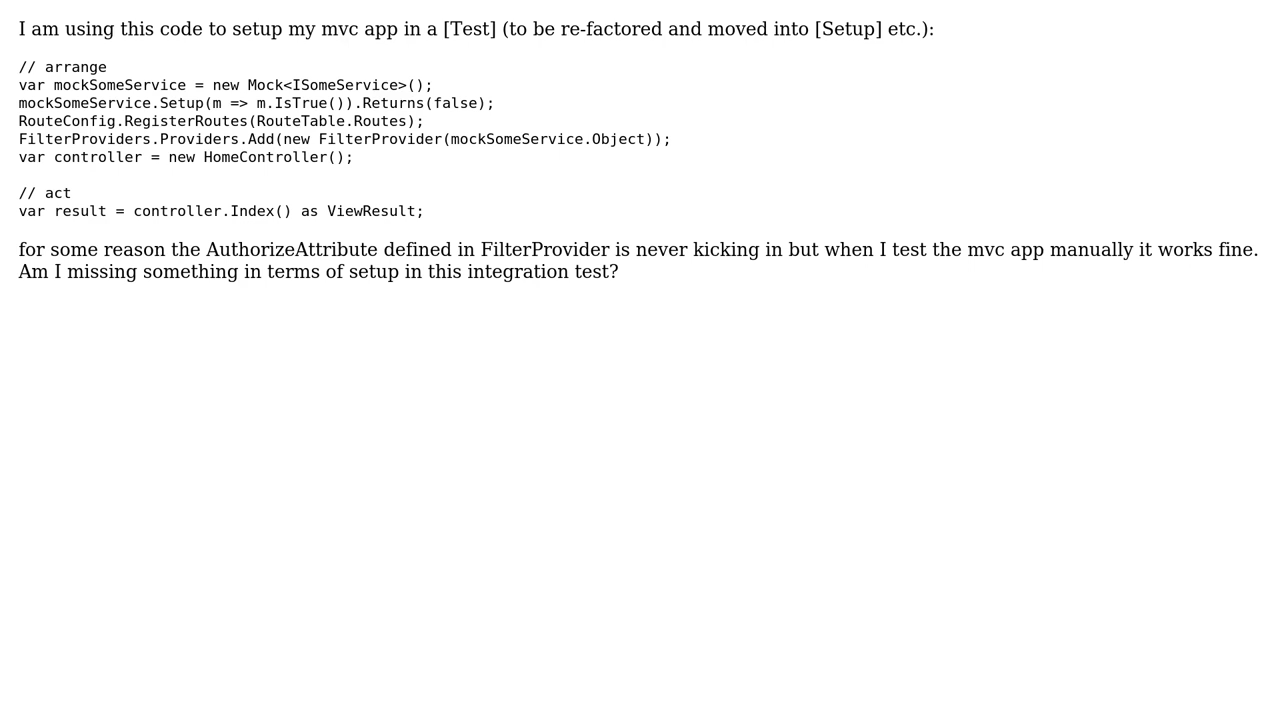 I am using this code to setup my mvc app in a [Test] (to be re-factored and moved into [Setup] etc.):
// arrange
var mockSomeService = new Mock<ISomeService>();
mockSomeService.Setup(m => m.IsTrue()).Returns(false);
RouteConfig.RegisterRoutes(RouteTable.Routes);
FilterProviders.Providers.Add(new FilterProvider(mockSomeService.Object));
var controller = new HomeController();
// act
var result = controller.Index() as ViewResult;
for some reason the AuthorizeAttribute defined in FilterProvider is never kicking in but when I test the mvc app manually it works fine.
Am I missing something in terms of setup in this integration test?